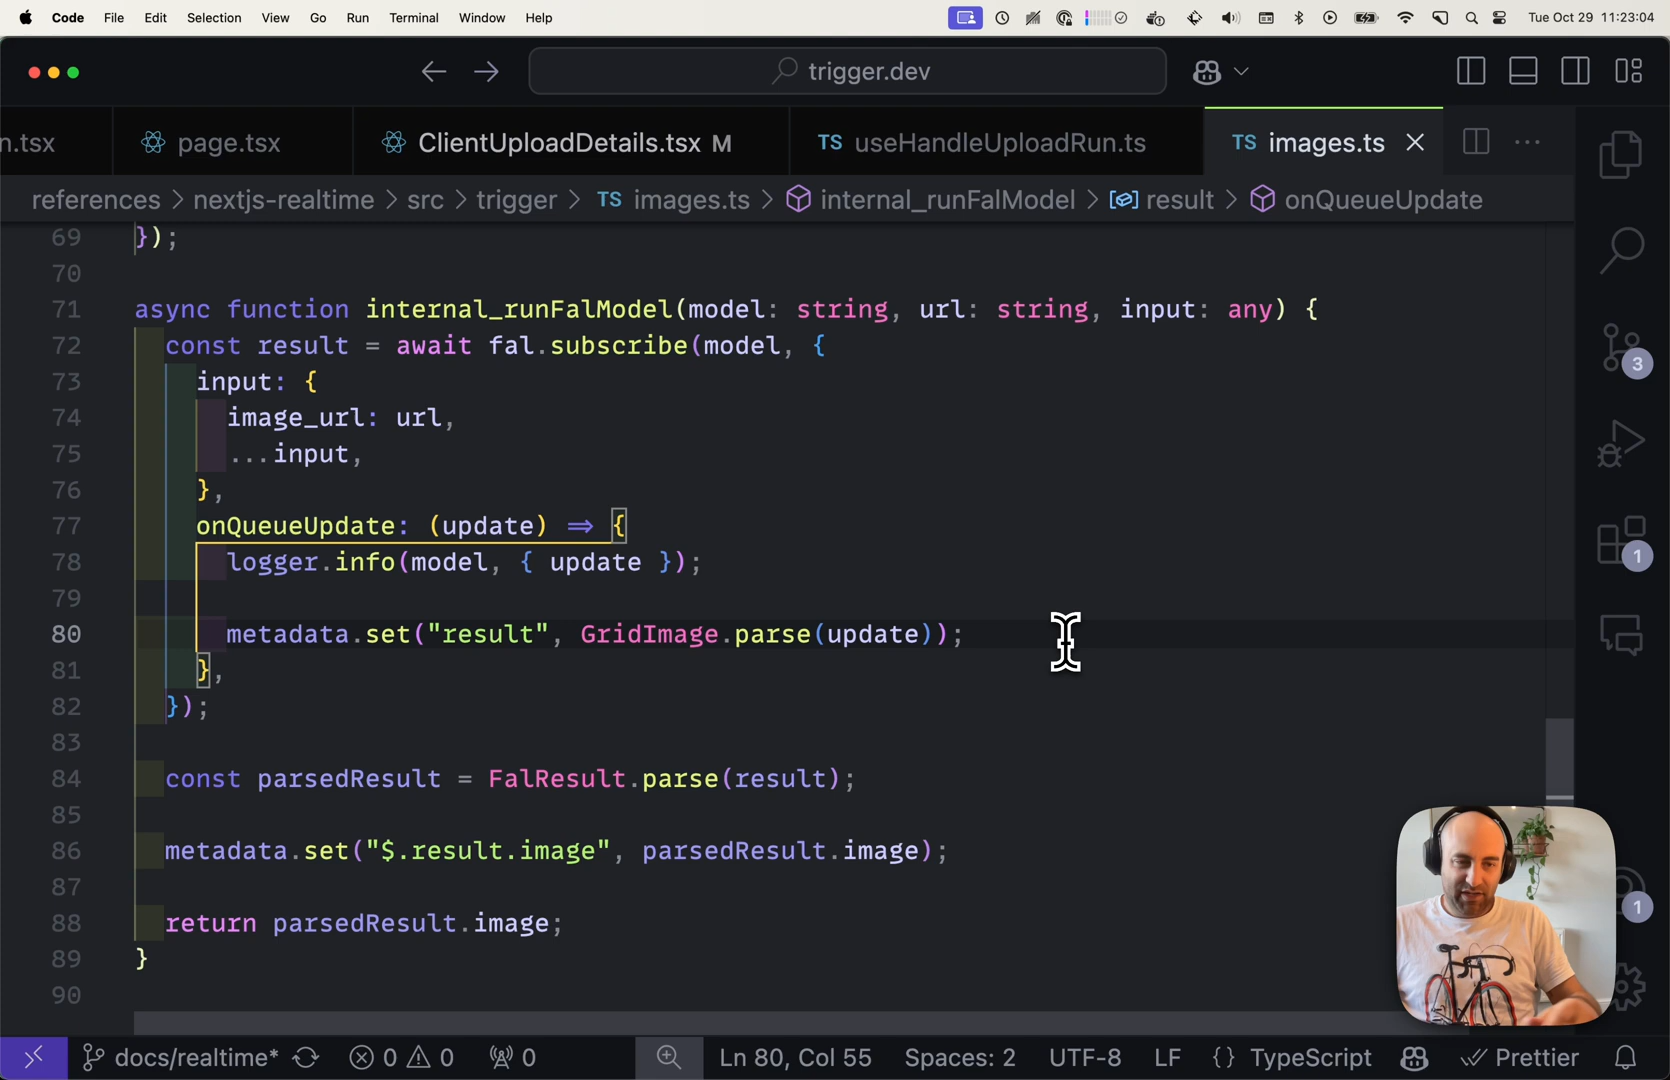 Code File Edit Selection View Go Run Terminal Window Help Tue Oct 29 11:23:04
trigger.dev
n.tsx page.tsx ClientUploadDetails.tsx M TS useHandleUploadRun.ts TS images.ts
references > nextjs-realtime > src > trigger > TS images.ts > internal_runFalModel > result > onQueueUpdate
69 });
70
71 async function internal_runFalModel(model: string, url: string, input: any) {
72 const result = await fal.subscribe(model, {
73 input: {
74 image_url: url,
75 ...input,
76 },
77 onQueueUpdate: (update) => {
78 logger.info(model, { update });
79
80 metadata.set("result", GridImage.parse(update));
81 },
82 });
83
84 const parsedResult = FalResult.parse(result);
85
86 metadata.set("$.result.image", parsedResult.image);
87
88 return parsedResult.image;
89 }
90
3
1
1
docs/realtime* 0 0 0 Ln 80, Col 55 Spaces: 2 UTF-8 LF {} TypeScript Prettier